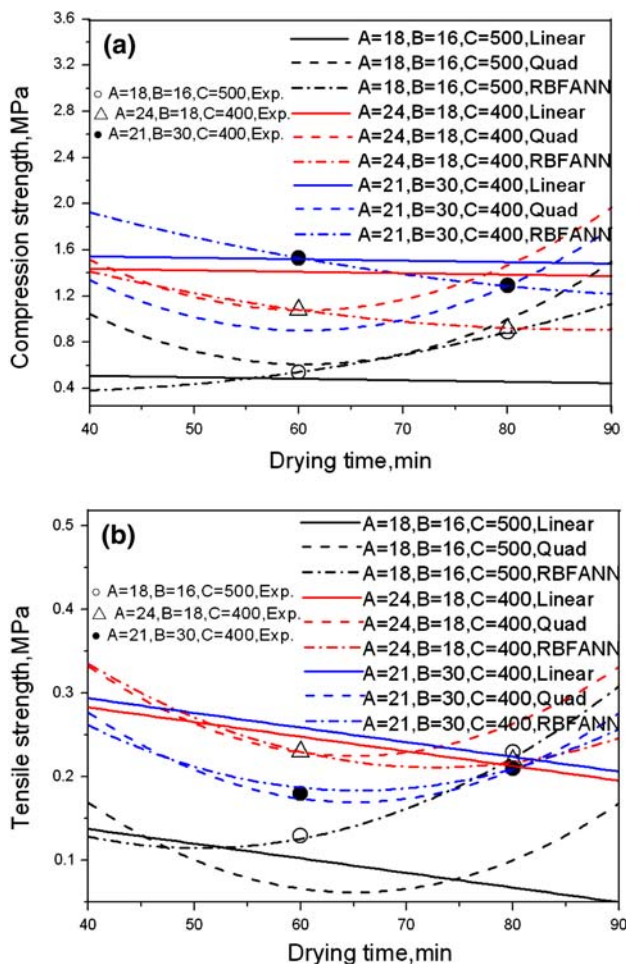 (a)
A=18,B=16,C=500,Linear
A=18,B=16,C=500,Quad
A=18,B=16,C=500,RBFANN
A=24,B=18,C=400,Linear
A=24,B=18,C=400,Quad
A=24,B=18,C=400,RBFANN
A=21,B=30,C=400,Linear
A=21,B=30,C=400,Quad
A=21,B=30,C=400,RBFANN
A=18,B=16,C=500,Exp.
A=24,B=18,C=400,Exp.
A=21,B=30,C=400,Exp.
Compression strength,MPa
3.6
3.0
2.4
1.8
1.2
0.6
40
50
60
70
80
90
Drying time,min
(b)
A=18,B=16,C=500,Linear
A=18,B=16,C=500,Quad
A=18,B=16,C=500,RBFANN
A=24,B=18,C=400,Linear
A=24,B=18,C=400,Quad
A=24,B=18,C=400,RBFANN
A=21,B=30,C=400,Linear
A=21,B=30,C=400,Quad
A=21,B=30,C=400,RBFANN
A=18,B=16,C=500,Exp.
A=24,B=18,C=400,Exp.
A=21,B=30,C=400,Exp.
Tensile strength,MPa
0.5
0.4
0.3
0.2
0.1
40
50
60
70
80
90
Drying time,min